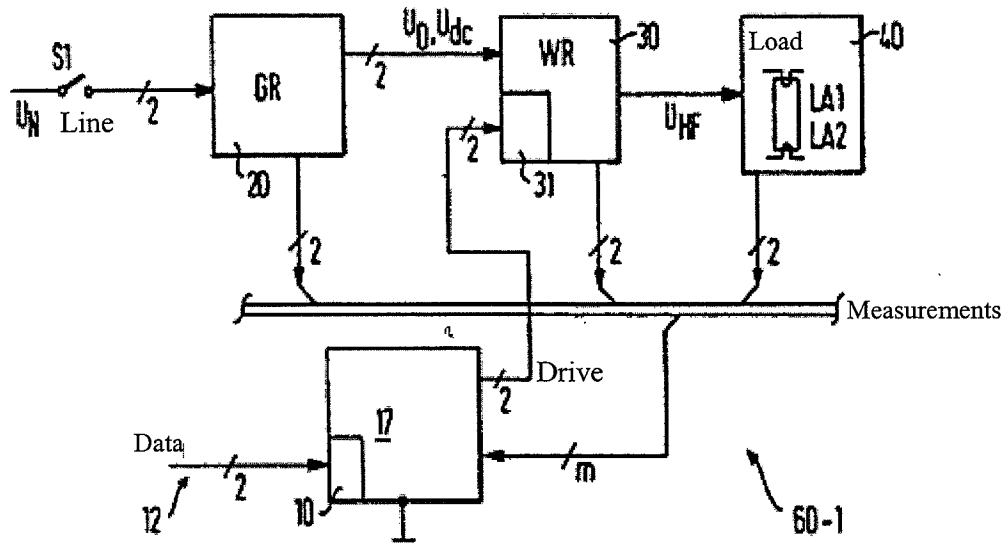 U₀, U_dc
S1
2
2
GR
WR
30
Load
40
U_N
Line
2
U_HF
LA1
LA2
20
31
2
2
2
Measurements
Drive
2
17
Data
2
m
12
10
60-1